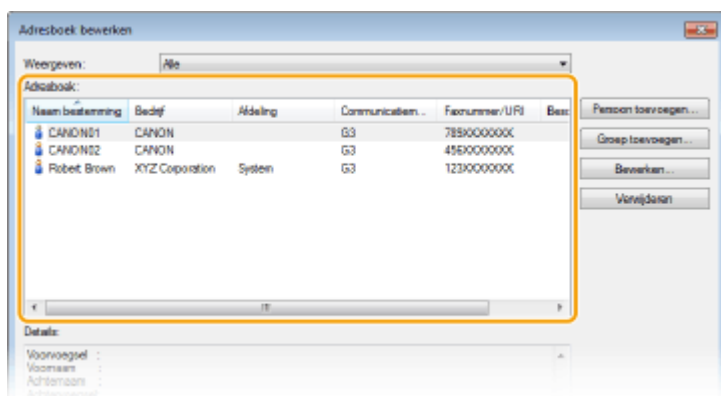 Adresboek bewerken
Weergeven: Alle
Adresboek:
Naam bestemming Bedrijf Afdeling Communicatiem... Faxnummer/URI
CANON01 CANON G3 789XXXXXXX
CANON02 CANON G3 456XXXXXXX
Robert Brown XYZ Corporation System G3 123XXXXXXX
Persoon toevoegen...
Groep toevoegen...
Bewerken...
Verwijderen
Details:
Voorvoegsel :
Voornaam :
Achternaam :